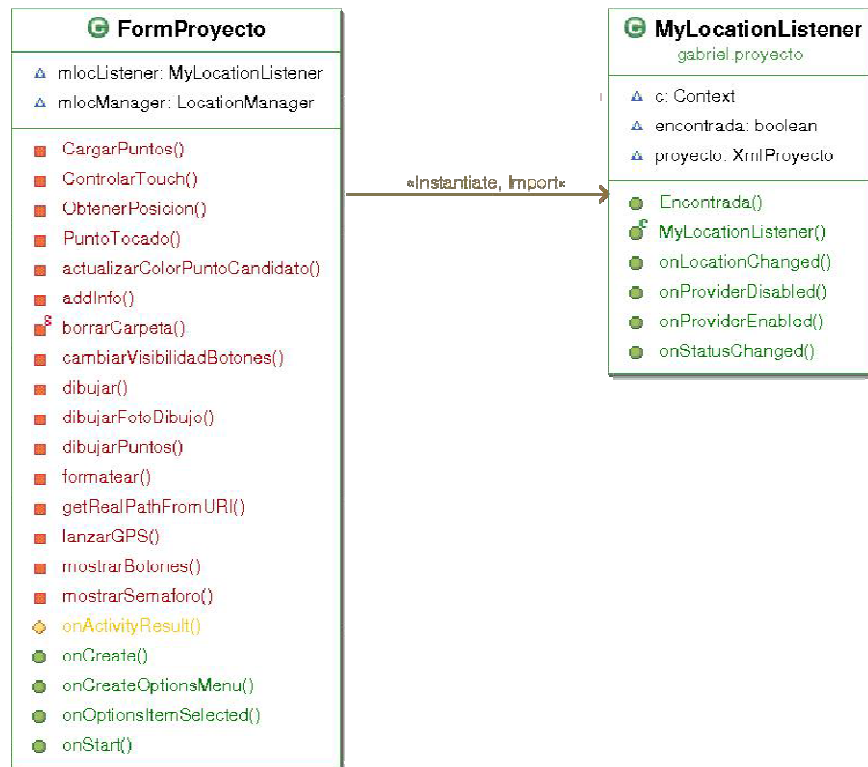 G FormProyecto
mlocListener: MyLocationListener
mlocManager: LocationManager
CargarPuntos()
ControlarTouch()
ObtenerPosicion()
PuntoTocado()
actualizarColorPuntoCandidato()
addInfo()
S
borrarCarpeta()
cambiarVisibilidadBotones()
dibujar()
dibujarFotoDibujo()
dibujarPuntos()
formatear()
getRealPathFromURI()
lanzarGPS()
mostrarBotones()
mostrarSemaforo()
onActivityResult()
onCreate()
onCreateOptionsMenu()
onOptionsItemSelected()
onStart()
«Instantiate, Import»
G MyLocationListener
gabriel.proyecto
c: Context
encontrada: boolean
proyecto: XmlProyecto
Encontrada()
c
MyLocationListener()
onLocationChanged()
onProviderDisabled()
onProviderEnabled()
onStatusChanged()